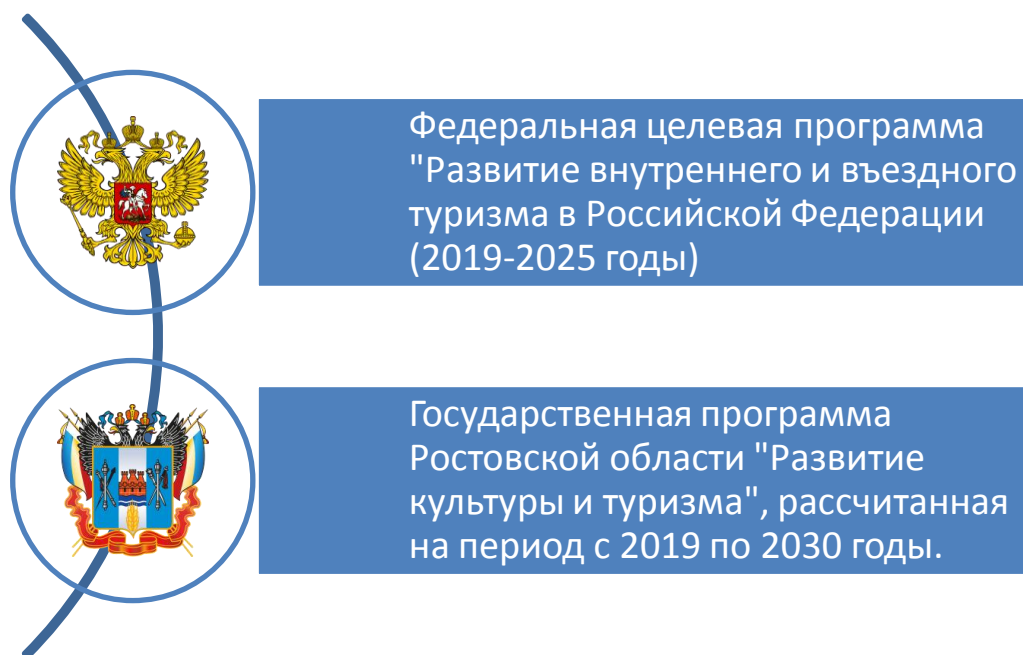 Федеральная целевая программа
"Развитие внутреннего и въездного
туризма в Российской Федерации
(2019-2025 годы)
Государственная программа
Ростовской области "Развитие
культуры и туризма", рассчитанная
на период с 2019 по 2030 годы.